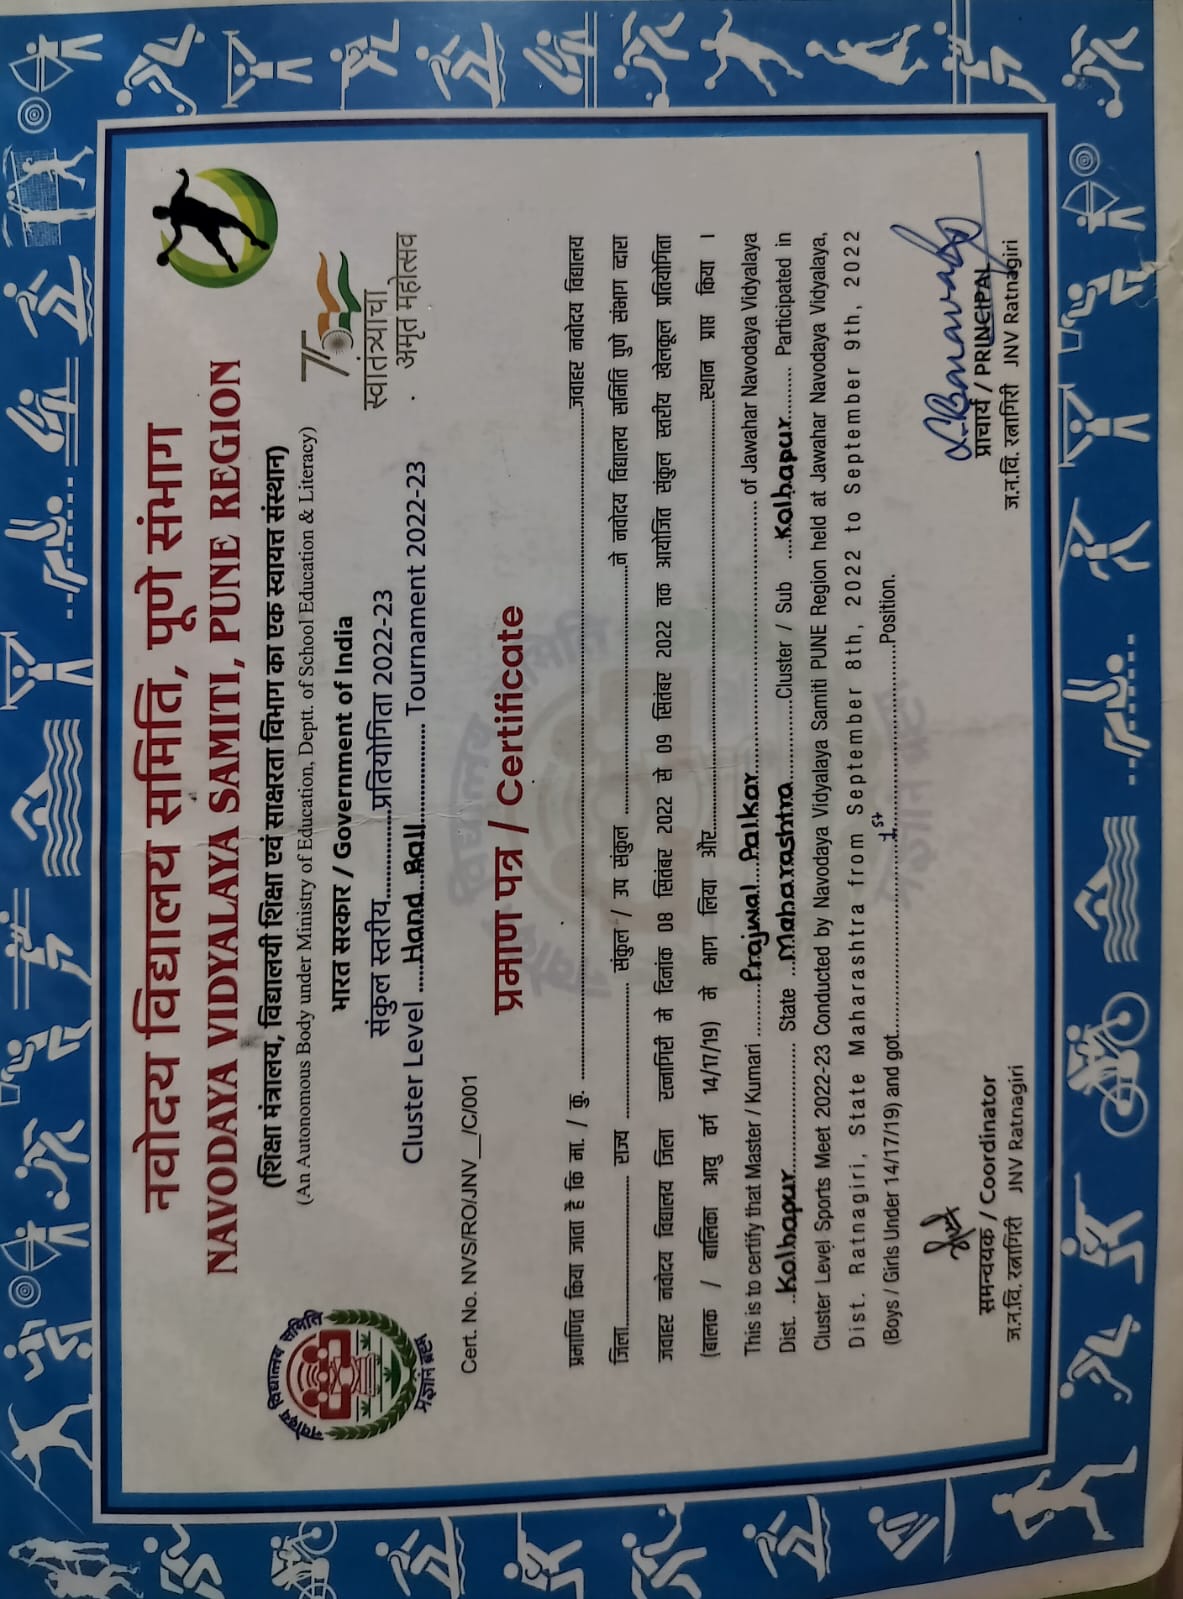 नवोदय विद्यालय समिति, पूणे संभाग
NAVODAYA VIDYALAYA SAMITI, PUNE REGION
(शिक्षा मंत्रालय, विद्यालयी शिक्षा एवं साक्षरता विभाग का एक स्वायत संस्थान)
(An Autonomous Body under Ministry of Education, Deptt. of School Education & Literacy)
भारत सरकार / Government of India
संकुल स्तरीय..............प्रतियोगिता 2022-23
Cluster Level .....Hand...Ball................ Tournament 2022-23
75
स्वातंत्र्याचा
अमृत महोत्सव
नवोदय विद्यालय समिति
प्रज्ञानं ब्रह्म
Cert. No. NVS/RO/JNV__/C/001
प्रमाण पत्र / Certificate
प्रमाणित किया जाता है कि मा. / कु. ................................................................जवाहर नवोदय विद्यालय
जिला........................ राज्य ...................... संकुल / उप संकुल ........................................ने नवोदय विद्यालय समिति पुणे संभाग व्दारा
जवाहर नवोदय विद्यालय जिला रत्नागिरी मे दिनांक 08 सितंबर 2022 से 09 सितंबर 2022 तक आयोजित संकुल स्तरीय खेलकूल प्रतियोगिता
(बालक / बालिका आयु वर्ग 14/17/19) मे भाग लिया और................................................................स्थान प्राप्त किया ।
This is to certify that Master / Kumari ..........Prajwal...Palkar............................................ of Jawahar Navodaya Vidyalaya
Dist. ..Kolhapur................... State ..Maharashtra.............Cluster / Sub ....Kolhapur......... Participated in
Cluster Level Sports Meet 2022-23 Conducted by Navodaya Vidyalaya Samiti PUNE Region held at Jawahar Navodaya Vidyalaya,
Dist. Ratnagiri, State Maharashtra from September 8th, 2022 to September 9th, 2022
(Boys / Girls Under 14/17/19) and got................................1st................................Position.
समन्वयक / Coordinator
ज.न.वि. रत्नागिरी JNV Ratnagiri
प्राचार्य / PRINCIPAL
ज.न.वि. रत्नागिरी JNV Ratnagiri